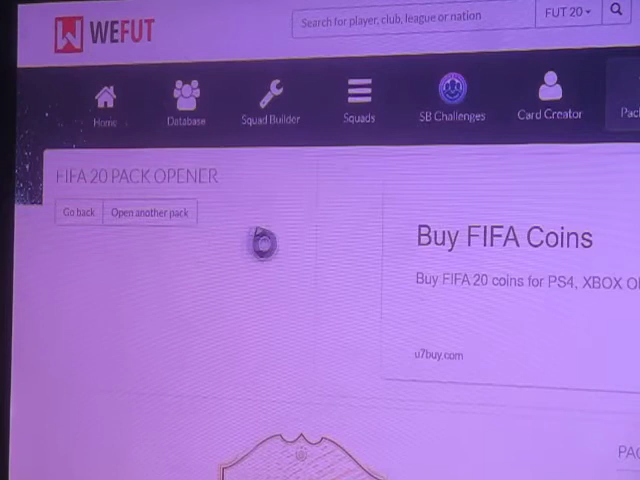 WEFUT
Search for player, club, league or nation
FUT 20
Home
Database
Squad Builder
Squads
SB Challenges
Card Creator
FIFA 20 PACK OPENER
Go back
Open another pack
Buy FIFA Coins
Buy FIFA 20 coins for PS4, XBOX
u7buy.com